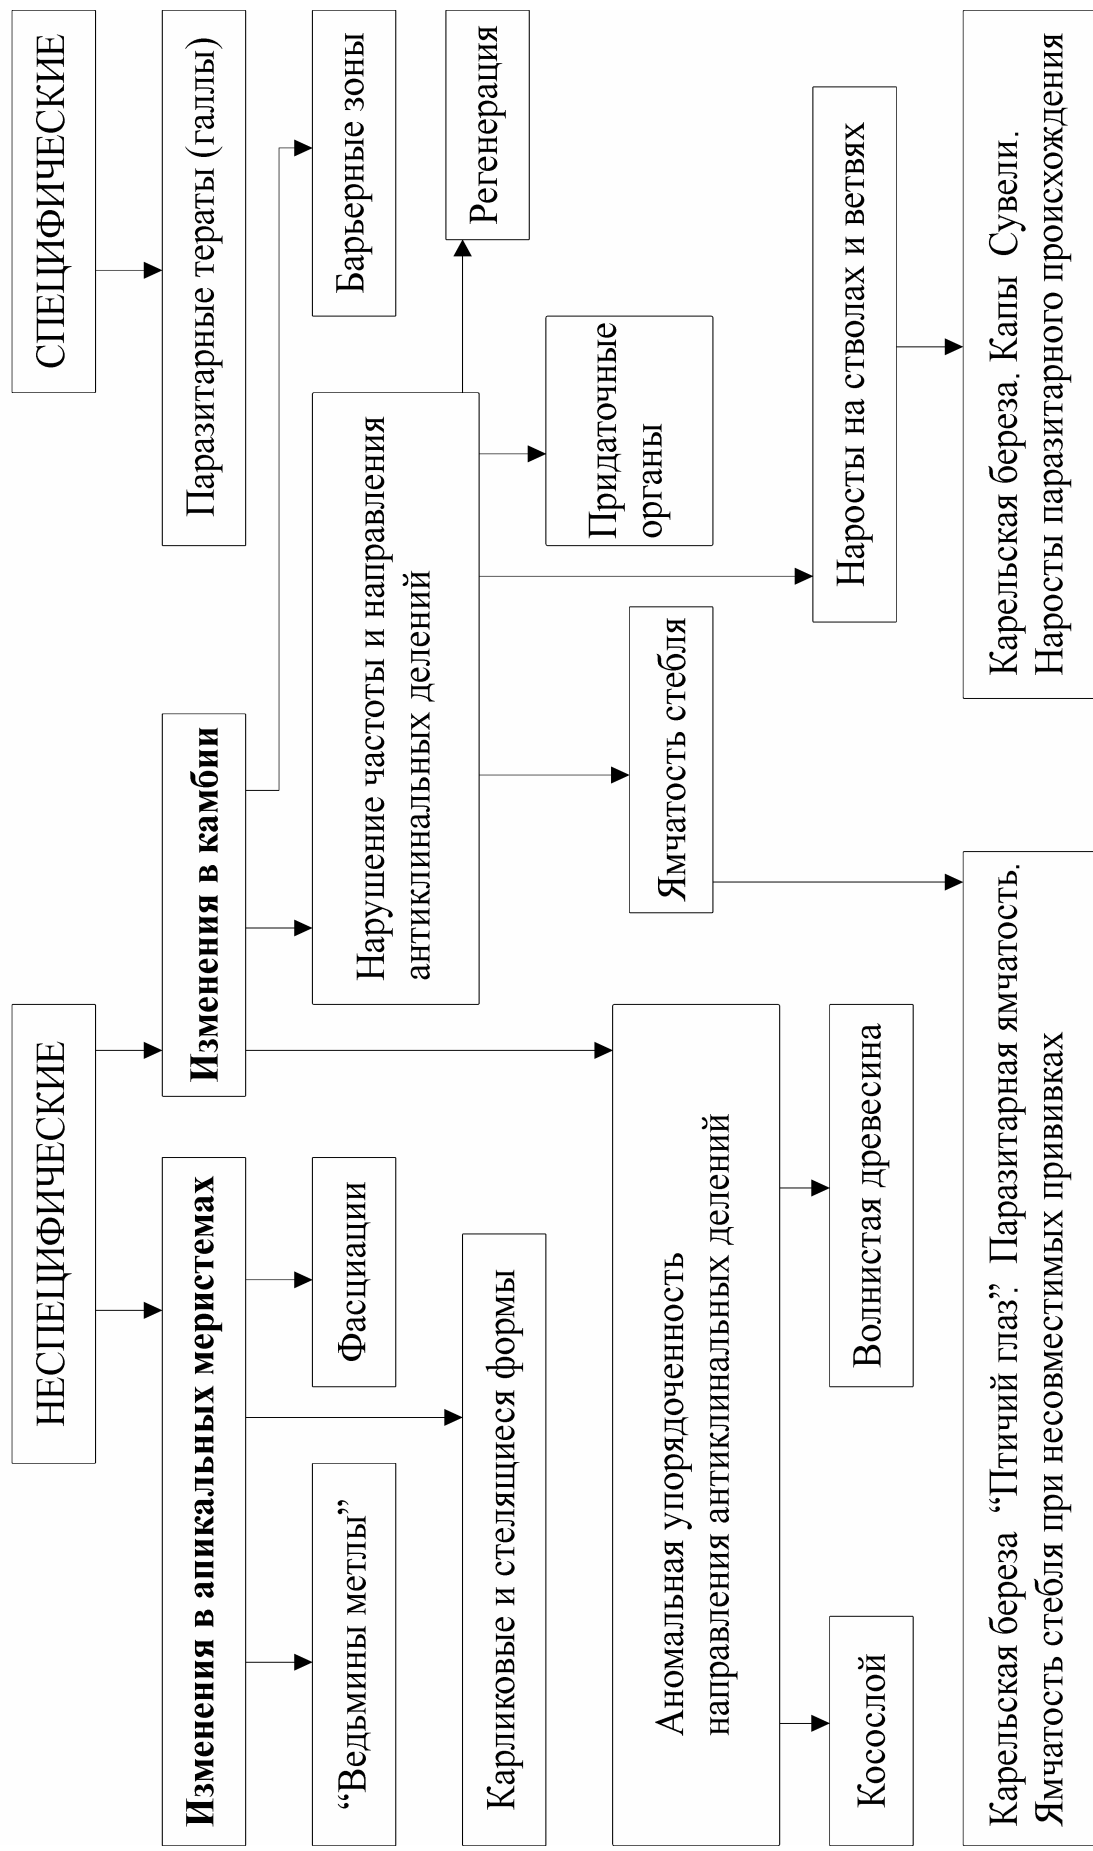 НЕСПЕЦИФИЧЕСКИЕ
СПЕЦИФИЧЕСКИЕ
Изменения в апикальных меристемах
Изменения в камбии
Паразитарные тераты (галлы)
“Ведьмины метлы”
Фасциации
Нарушение частоты и направления
антиклинальных делений
Барьерные зоны
Карликовые и стелящиеся формы
Регенерация
Придаточные
органы
Аномальная упорядоченность
направления антиклинальных делений
Ямчатость стебля
Косослой
Волнистая древесина
Наросты на стволах и ветвях
Карельская береза “Птичий глаз”. Паразитарная ямчатость.
Ямчатость стебля при несовместимых прививках
Карельская береза. Капы Сувели.
Наросты паразитарного происхождения